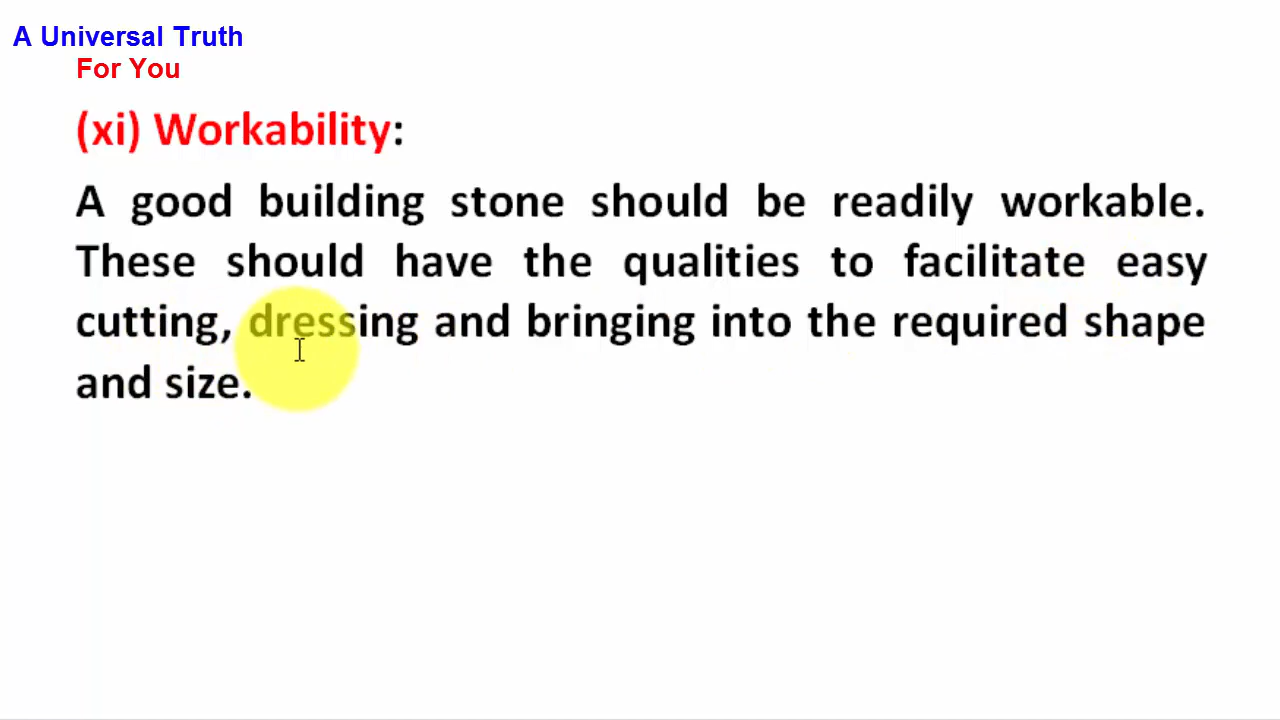 A Universal Truth
For You
(xi) Workability:
A good building stone should be readily workable.
These should have the qualities to facilitate easy
cutting, dressing and bringing into the required shape
and size.